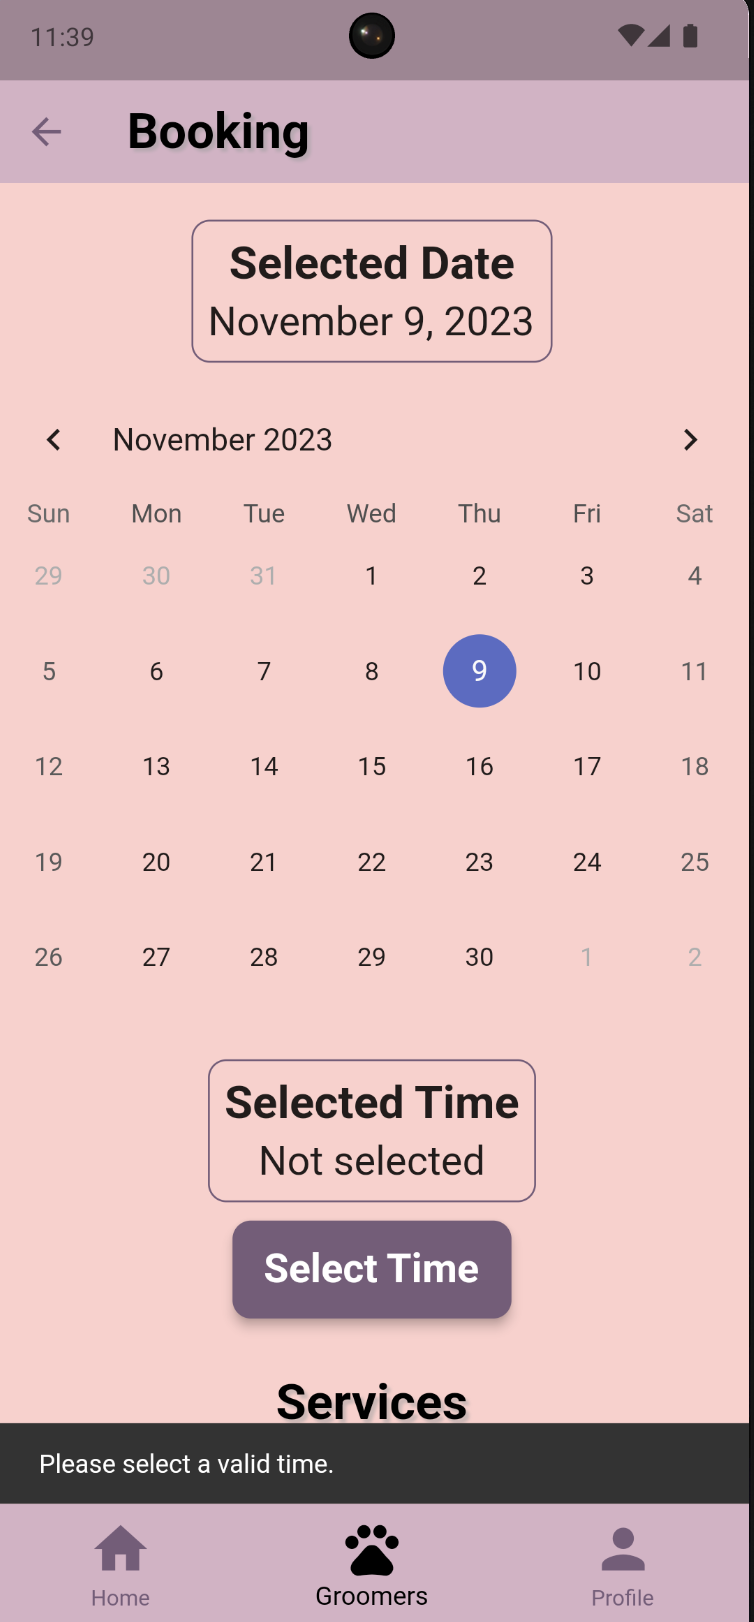 11:39
Booking
Selected Date
November 9, 2023
November 2023
Sun Mon Tue Wed Thu Fri Sat
29 30 31 1 2 3 4
5 6 7 8 9 10 11
12 13 14 15 16 17 18
19 20 21 22 23 24 25
26 27 28 29 30 1 2
Selected Time
Not selected
Select Time
Services
Please select a valid time.
Home Groomers Profile